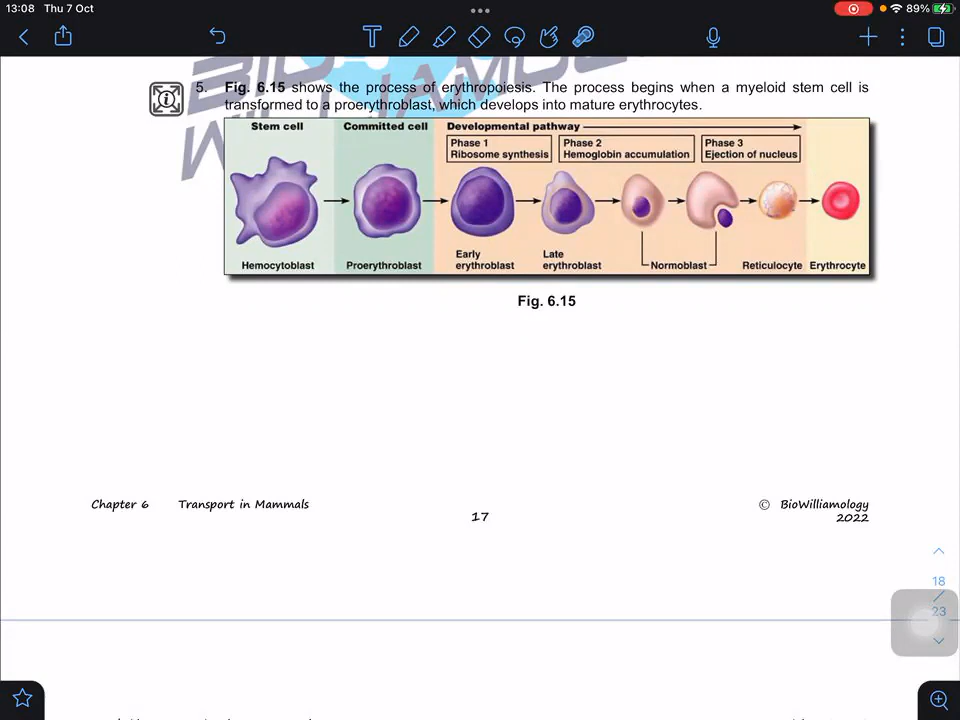 13:08 Thu 7 Oct
89%
T
5. Fig. 6.15 shows the process of erythropoiesis. The process begins when a myeloid stem cell is
transformed to a proerythroblast, which develops into mature erythrocytes.
Stem cell Committed cell Developmental pathway
Phase 1 Phase 2 Phase 3
Ribosome synthesis Hemoglobin accumulation Ejection of nucleus
Early Late
Hemocytoblast Proerythroblast erythroblast erythroblast Normoblast Reticulocyte Erythrocyte
Fig. 6.15
Chapter 6 Transport in Mammals © BioWilliamology
17 2022
18
/
23